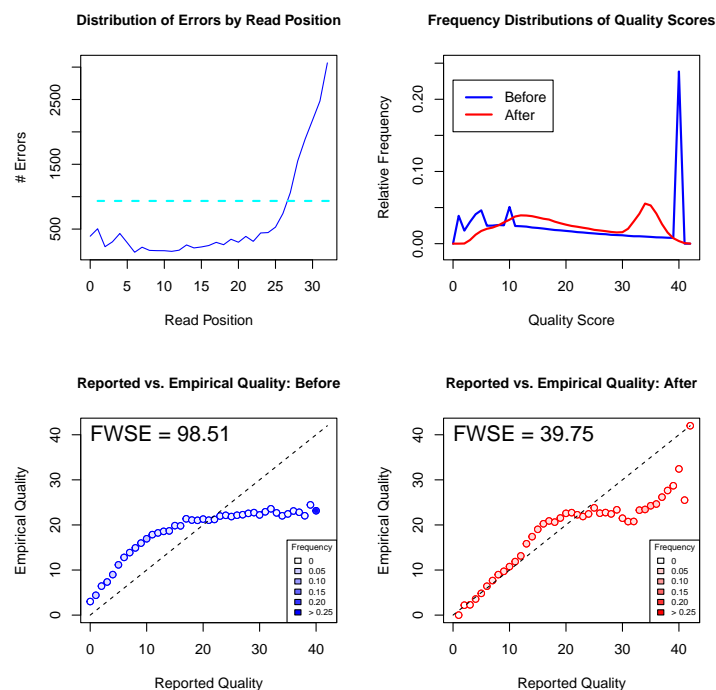 Distribution of Errors by Read Position
# Errors
500
1500
2500
0
5
10
15
20
25
30
Read Position
Frequency Distributions of Quality Scores
Relative Frequency
0.00
0.10
0.20
Before
After
0
10
20
30
40
Quality Score
Reported vs. Empirical Quality: Before
FWSE = 98.51
Empirical Quality
0
10
20
30
40
Frequency
0
0.05
0.10
0.15
0.20
> 0.25
0
10
20
30
40
Reported Quality
Reported vs. Empirical Quality: After
FWSE = 39.75
Empirical Quality
0
10
20
30
40
Frequency
0
0.05
0.10
0.15
0.20
> 0.25
0
10
20
30
40
Reported Quality